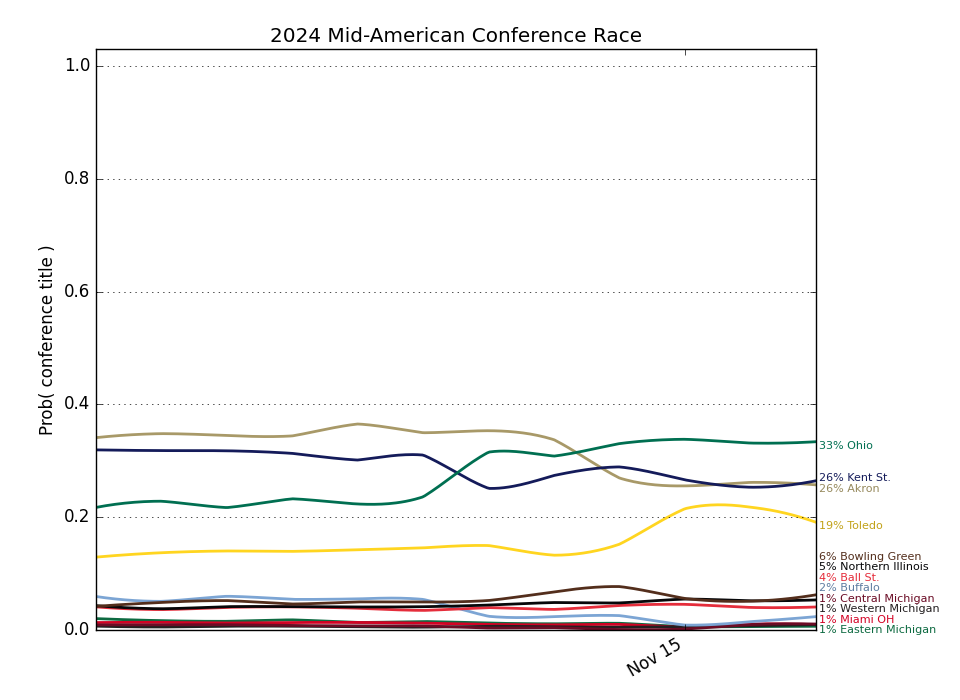 2024 Mid-American Conference Race
1.0
0.8
0.6
0.4
0.2
0.0
Prob( conference title )
Nov 15
33% Ohio
26% Kent St.
26% Akron
19% Toledo
6% Bowling Green
5% Northern Illinois
4% Ball St.
2% Buffalo
1% Central Michigan
1% Western Michigan
1% Miami OH
1% Eastern Michigan